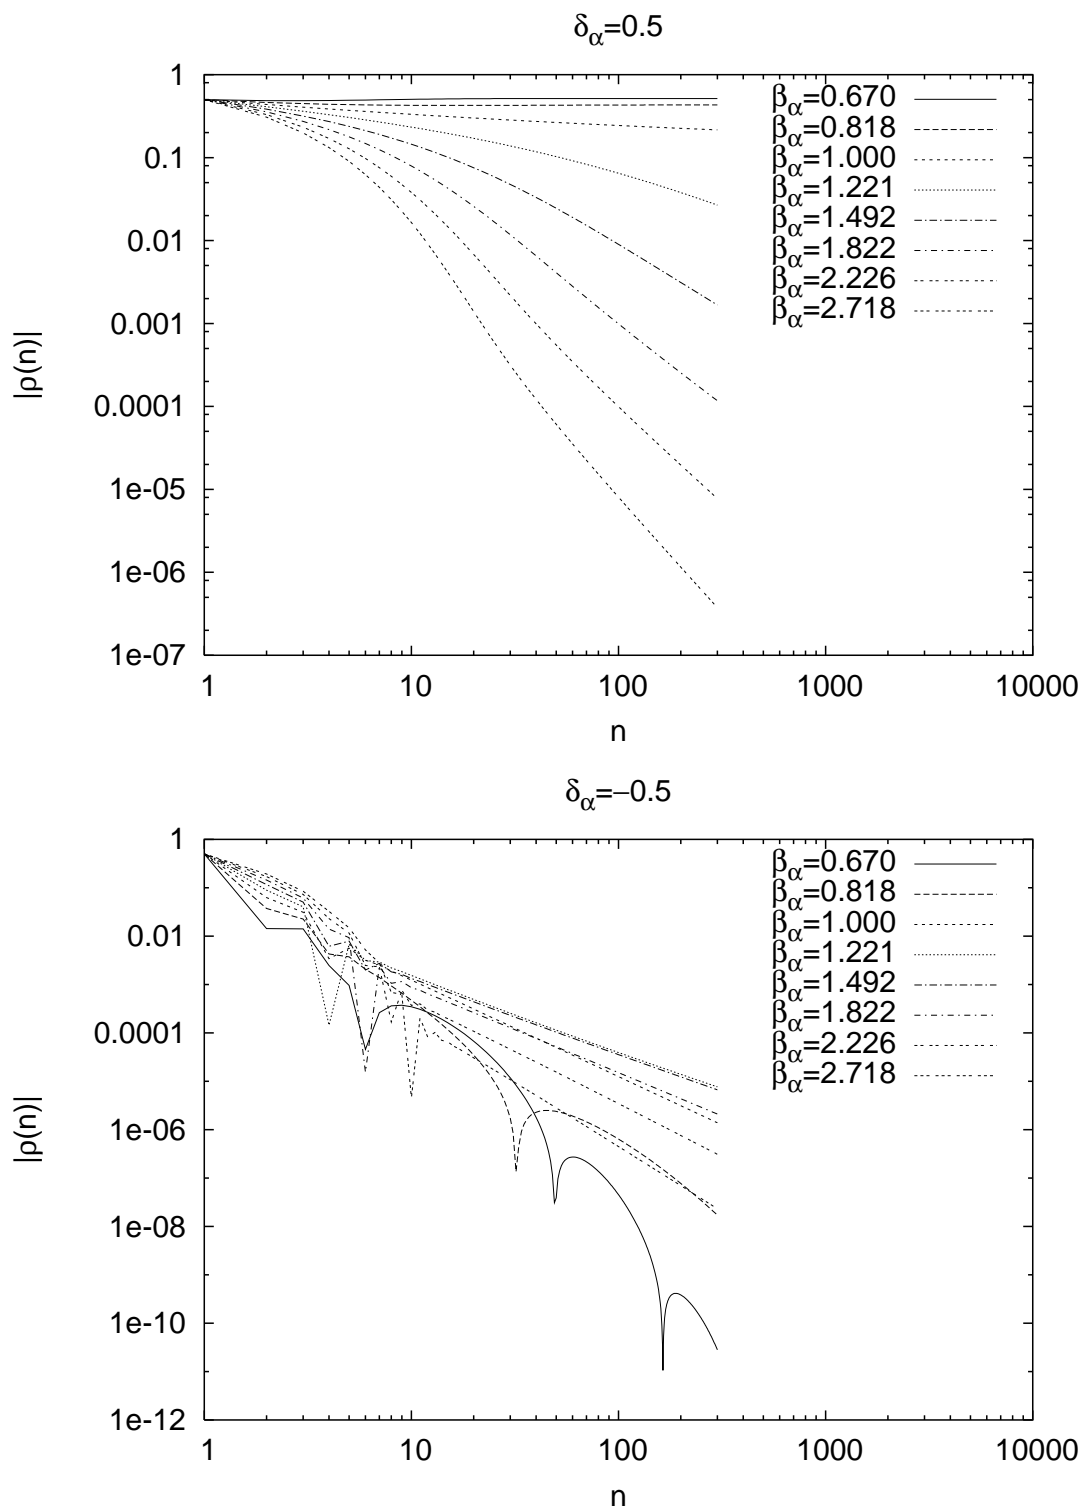 δα=0.5
1
0.1
0.01
0.001
0.0001
1e-05
1e-06
1e-07
|ρ(n)|
βα=0.670
βα=0.818
βα=1.000
βα=1.221
βα=1.492
βα=1.822
βα=2.226
βα=2.718
1 10 100 1000 10000
n
δα=−0.5
1
0.01
0.0001
1e-06
1e-08
1e-10
1e-12
|ρ(n)|
βα=0.670
βα=0.818
βα=1.000
βα=1.221
βα=1.492
βα=1.822
βα=2.226
βα=2.718
1 10 100 1000 10000
n